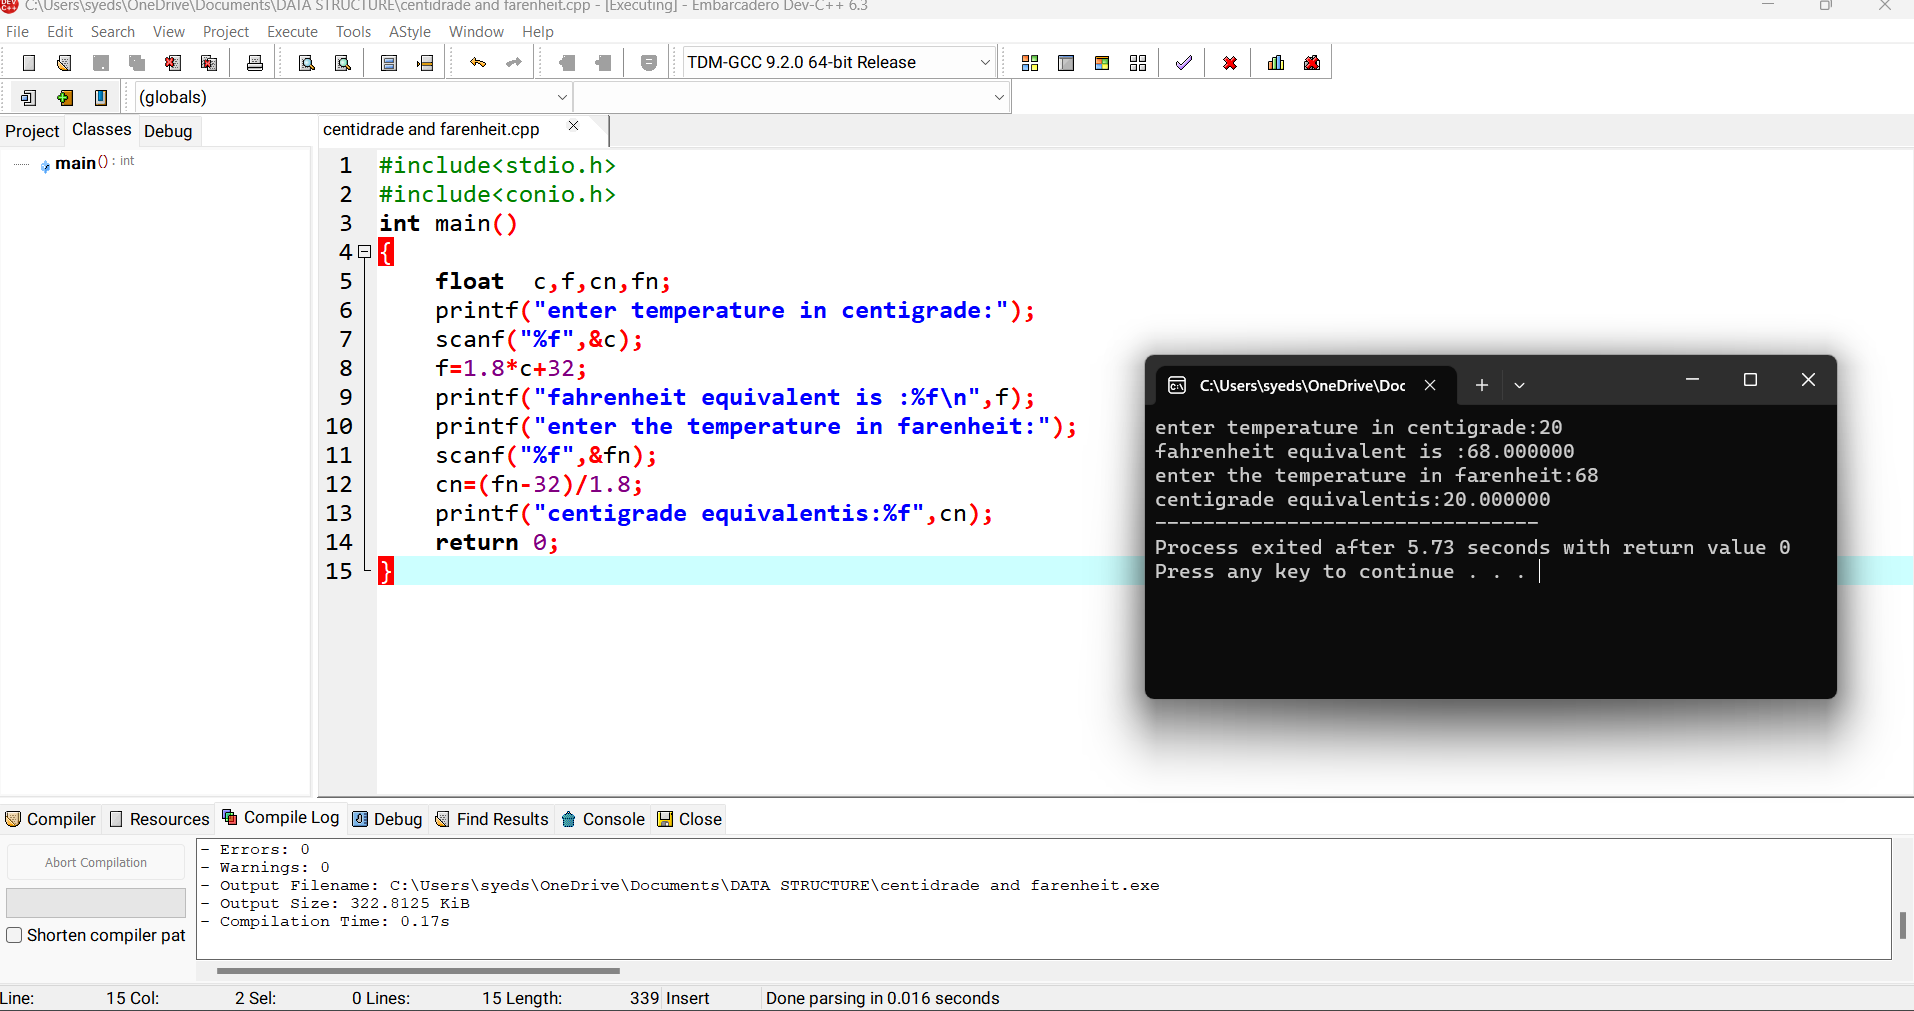 C:\Users\syeds\OneDrive\Documents\DATA STRUCTURE\centidrade and farenheit.cpp - [Executing] - Embarcadero Dev-C++ 6.3
File Edit Search View Project Execute Tools AStyle Window Help
TDM-GCC 9.2.0 64-bit Release
(globals)
Project Classes Debug
main() : int
centidrade and farenheit.cpp
1 #include<stdio.h>
2 #include<conio.h>
3 int main()
4 {
5 float  c,f,cn,fn;
6 printf("enter temperature in centigrade:");
7 scanf("%f",&c);
8 f=1.8*c+32;
9 printf("fahrenheit equivalent is :%f\n",f);
10 printf("enter the temperature in farenheit:");
11 scanf("%f",&fn);
12 cn=(fn-32)/1.8;
13 printf("centigrade equivalentis:%f",cn);
14 return 0;
15 }
C:\Users\syeds\OneDrive\Doc
enter temperature in centigrade:20
fahrenheit equivalent is :68.000000
enter the temperature in farenheit:68
centigrade equivalentis:20.000000
--------------------------------
Process exited after 5.73 seconds with return value 0
Press any key to continue . . .
Compiler Resources Compile Log Debug Find Results Console Close
Abort Compilation
Shorten compiler pat
- Errors: 0
- Warnings: 0
- Output Filename: C:\Users\syeds\OneDrive\Documents\DATA STRUCTURE\centidrade and farenheit.exe
- Output Size: 322.8125 KiB
- Compilation Time: 0.17s
Line: 15 Col: 2 Sel: 0 Lines: 15 Length: 339 Insert Done parsing in 0.016 seconds